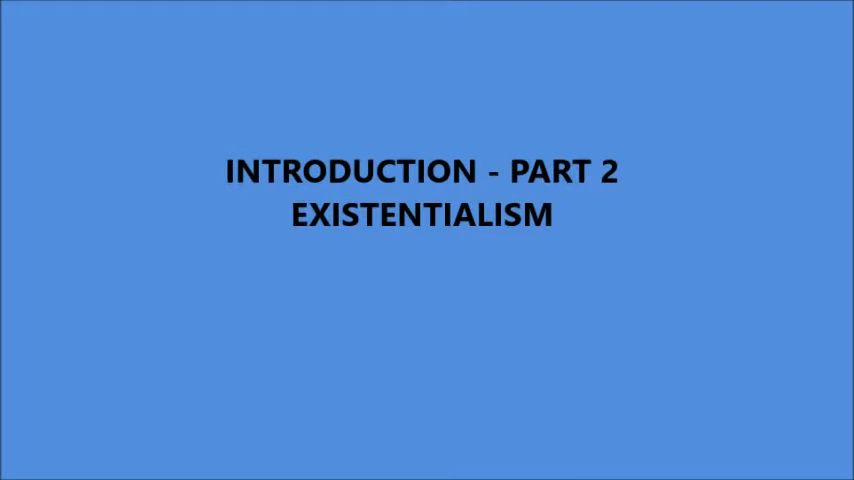 INTRODUCTION - PART 2
EXISTENTIALISM